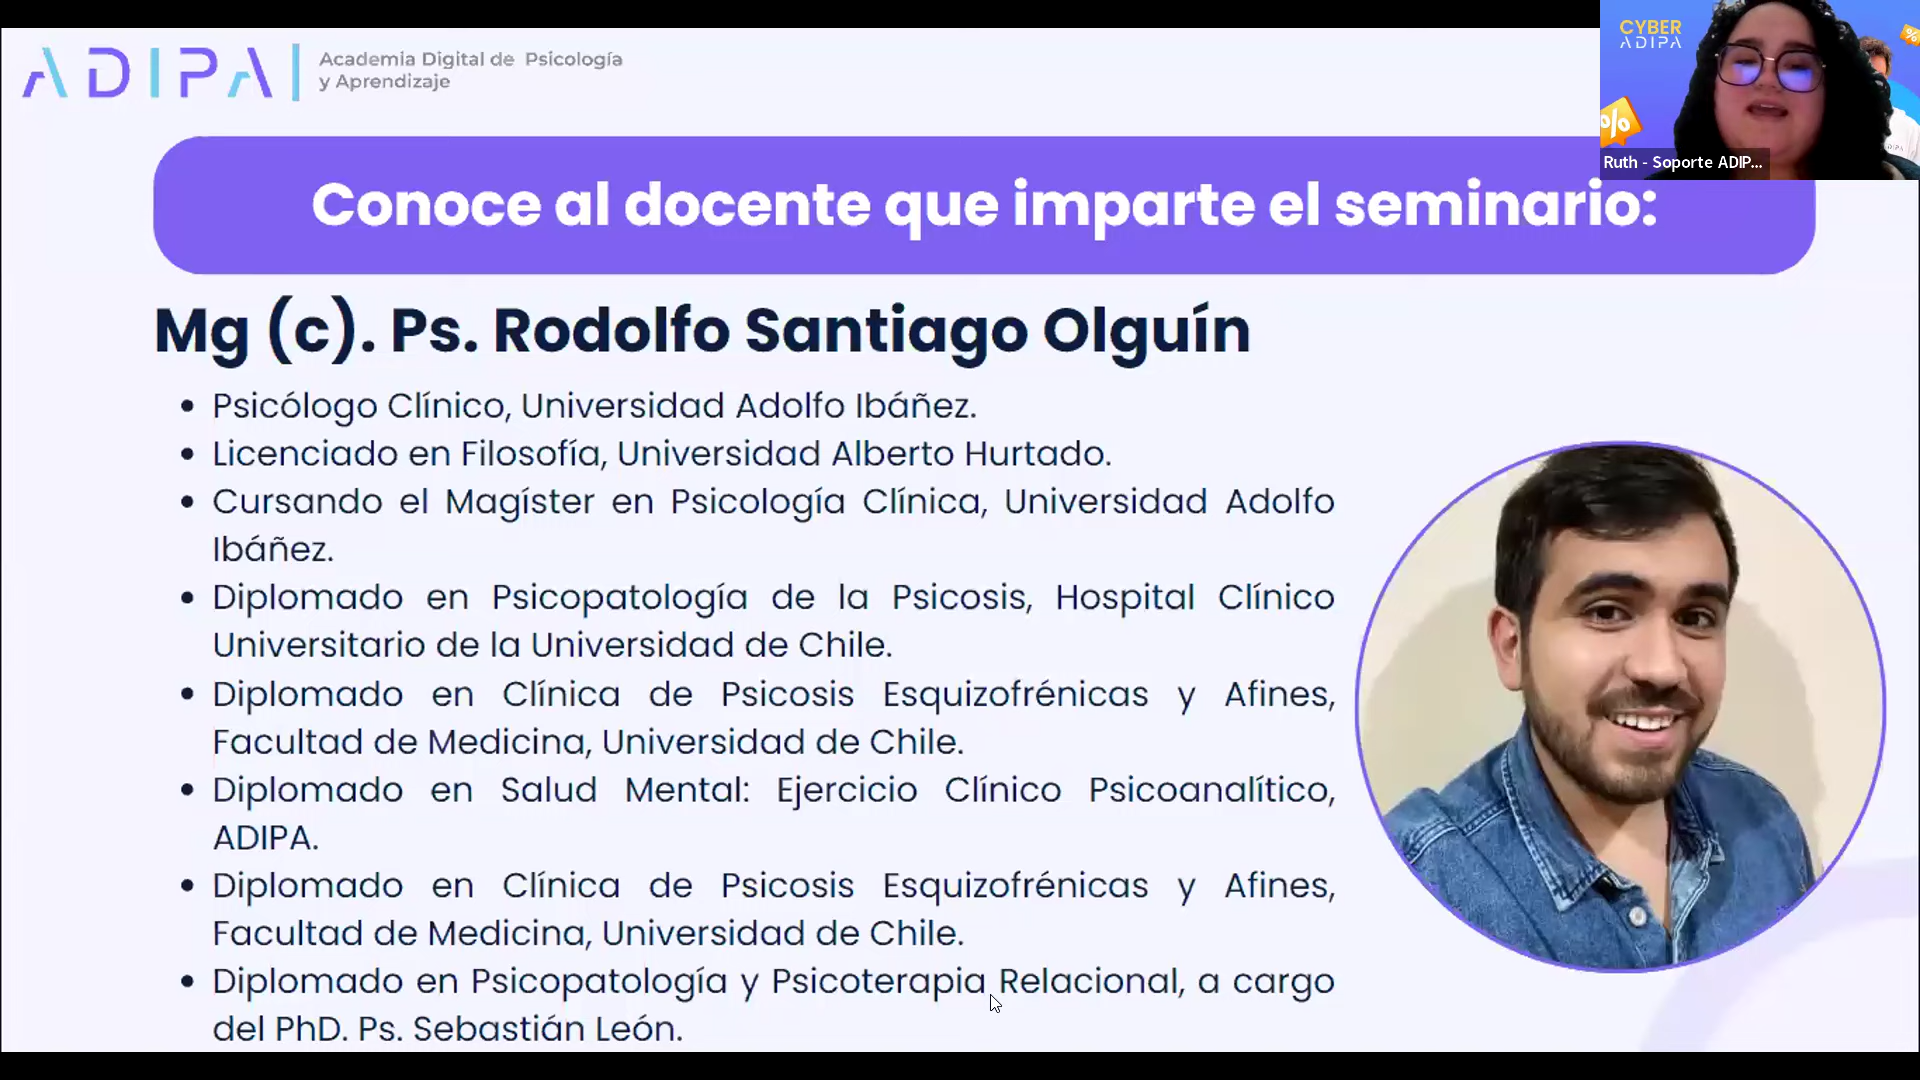 ADIPA
Academia Digital de Psicología
y Aprendizaje
CYBER
ADIPA
Ruth - Soporte ADIP...
Conoce al docente que imparte el seminario:
Mg (c). Ps. Rodolfo Santiago Olguín
• Psicólogo Clínico, Universidad Adolfo Ibáñez.
• Licenciado en Filosofía, Universidad Alberto Hurtado.
• Cursando el Magíster en Psicología Clínica, Universidad Adolfo
Ibáñez.
• Diplomado en Psicopatología de la Psicosis, Hospital Clínico
Universitario de la Universidad de Chile.
• Diplomado en Clínica de Psicosis Esquizofrénicas y Afines,
Facultad de Medicina, Universidad de Chile.
• Diplomado en Salud Mental: Ejercicio Clínico Psicoanalítico,
ADIPA.
• Diplomado en Clínica de Psicosis Esquizofrénicas y Afines,
Facultad de Medicina, Universidad de Chile.
• Diplomado en Psicopatología y Psicoterapia Relacional, a cargo
del PhD. Ps. Sebastián León.